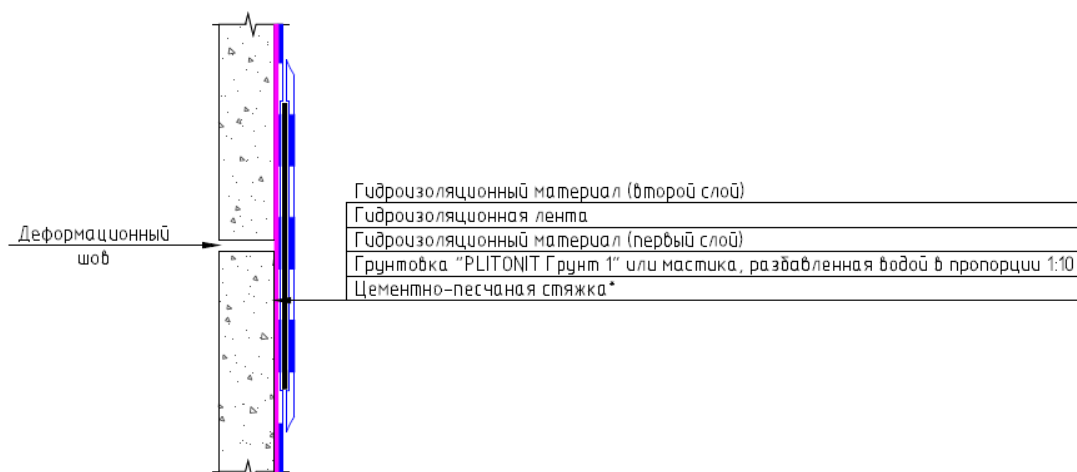 Гидроизоляционный материал (второй слой)
Гидроизоляционная лента
Деформационный
шов
Гидроизоляционный материал (первый слой)
Грунтовка “PLITONIT Грунт 1” или мастика, разбавленная водой в пропорции 1:10
Цементно-песчаная стяжка*